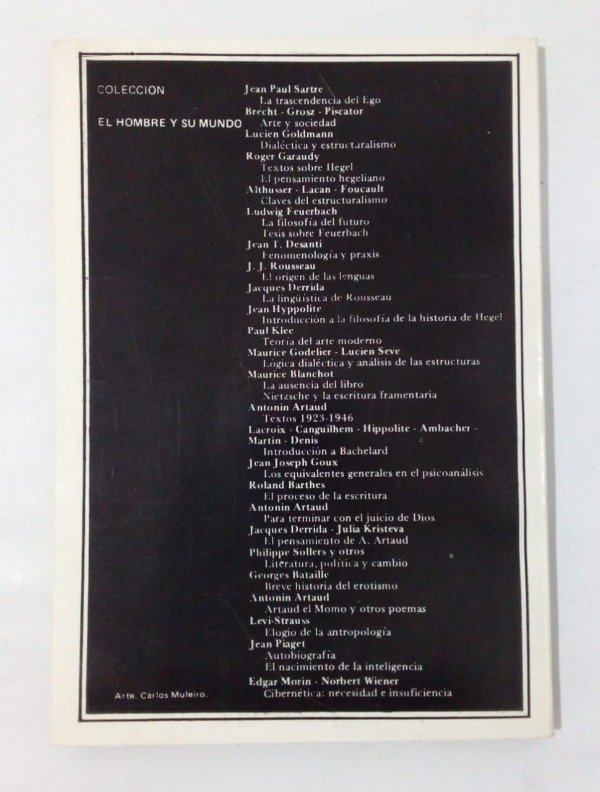 COLECCION
EL HOMBRE Y SU MUNDO
Jean Paul Sartre
La trascendencia del Ego
Brecht - Grosz - Piscator
Arte y sociedad
Lucien Goldmann
Dialéctica y estructuralismo
Roger Garaudy
Textos sobre Hegel
El pensamiento hegeliano
Althusser - Lacan - Foucault
Claves del estructuralismo
Ludwig Feuerbach
La filosofía del futuro
Tesis sobre Feuerbach
Jean T. Desanti
Fenomenología y praxis
J. J. Rousseau
El origen de las lenguas
Jacques Derrida
La lingüística de Rousseau
Jean Hyppolite
Introducción a la filosofía de la historia de Hegel
Paul Klee
Teoría del arte moderno
Maurice Godelier - Lucien Seve
Lógica dialéctica y análisis de las estructuras
Maurice Blanchot
La ausencia del libro
Nietzsche y la escritura framentaria
Antonin Artaud
Textos 1923-1946
Lacroix - Canguilhem - Hippolite - Ambacher -
Martin - Denis
Introducción a Bachelard
Jean Joseph Goux
Los equivalentes generales en el psicoanálisis
Roland Barthes
El proceso de la escritura
Antonin Artaud
Para terminar con el juicio de Dios
Jacques Derrida - Julia Kristeva
El pensamiento de A. Artaud
Philippe Sollers y otros
Literatura, política y cambio
Georges Bataille
Breve historia del erotismo
Antonin Artaud
Artaud el Momo y otros poemas
Levi-Strauss
Elogio de la antropología
Jean Piaget
Autobiografía
El nacimiento de la inteligencia
Edgar Morin - Norbert Wiener
Cibernética: necesidad e insuficiencia
Arte. Carlos Muleiro.